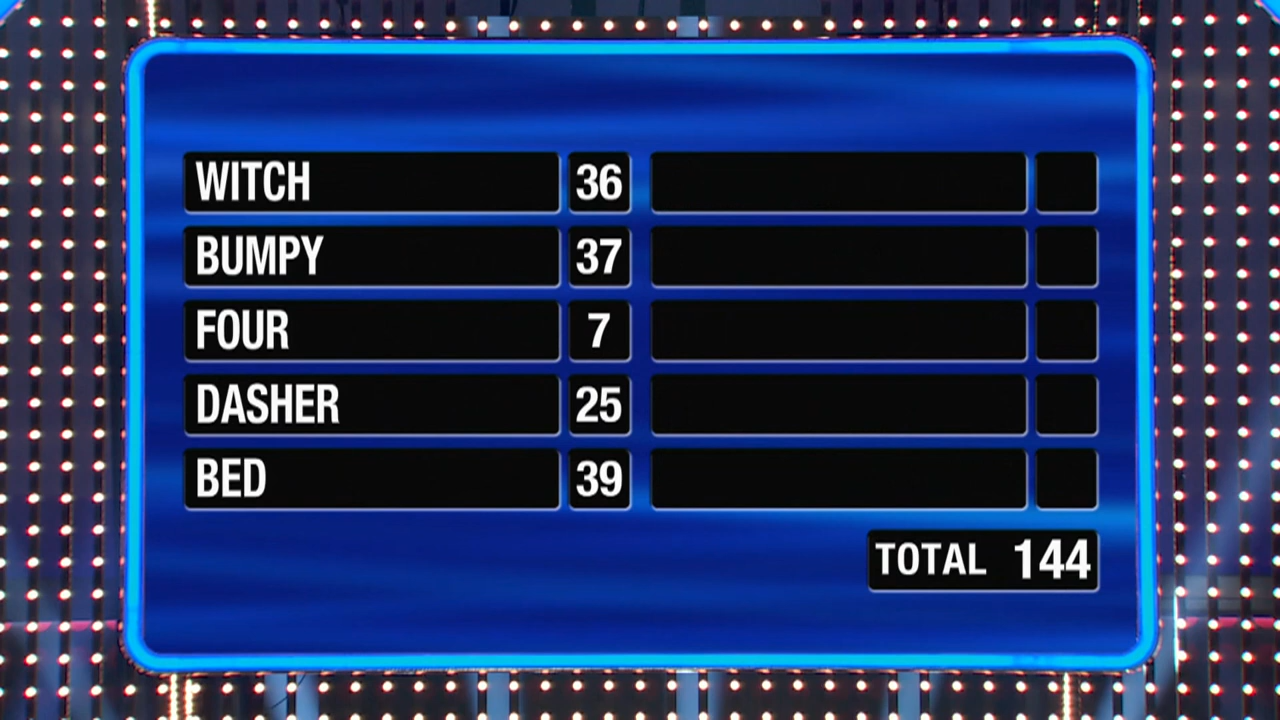 WITCH 36
BUMPY 37
FOUR 7
DASHER 25
BED 39
TOTAL 144